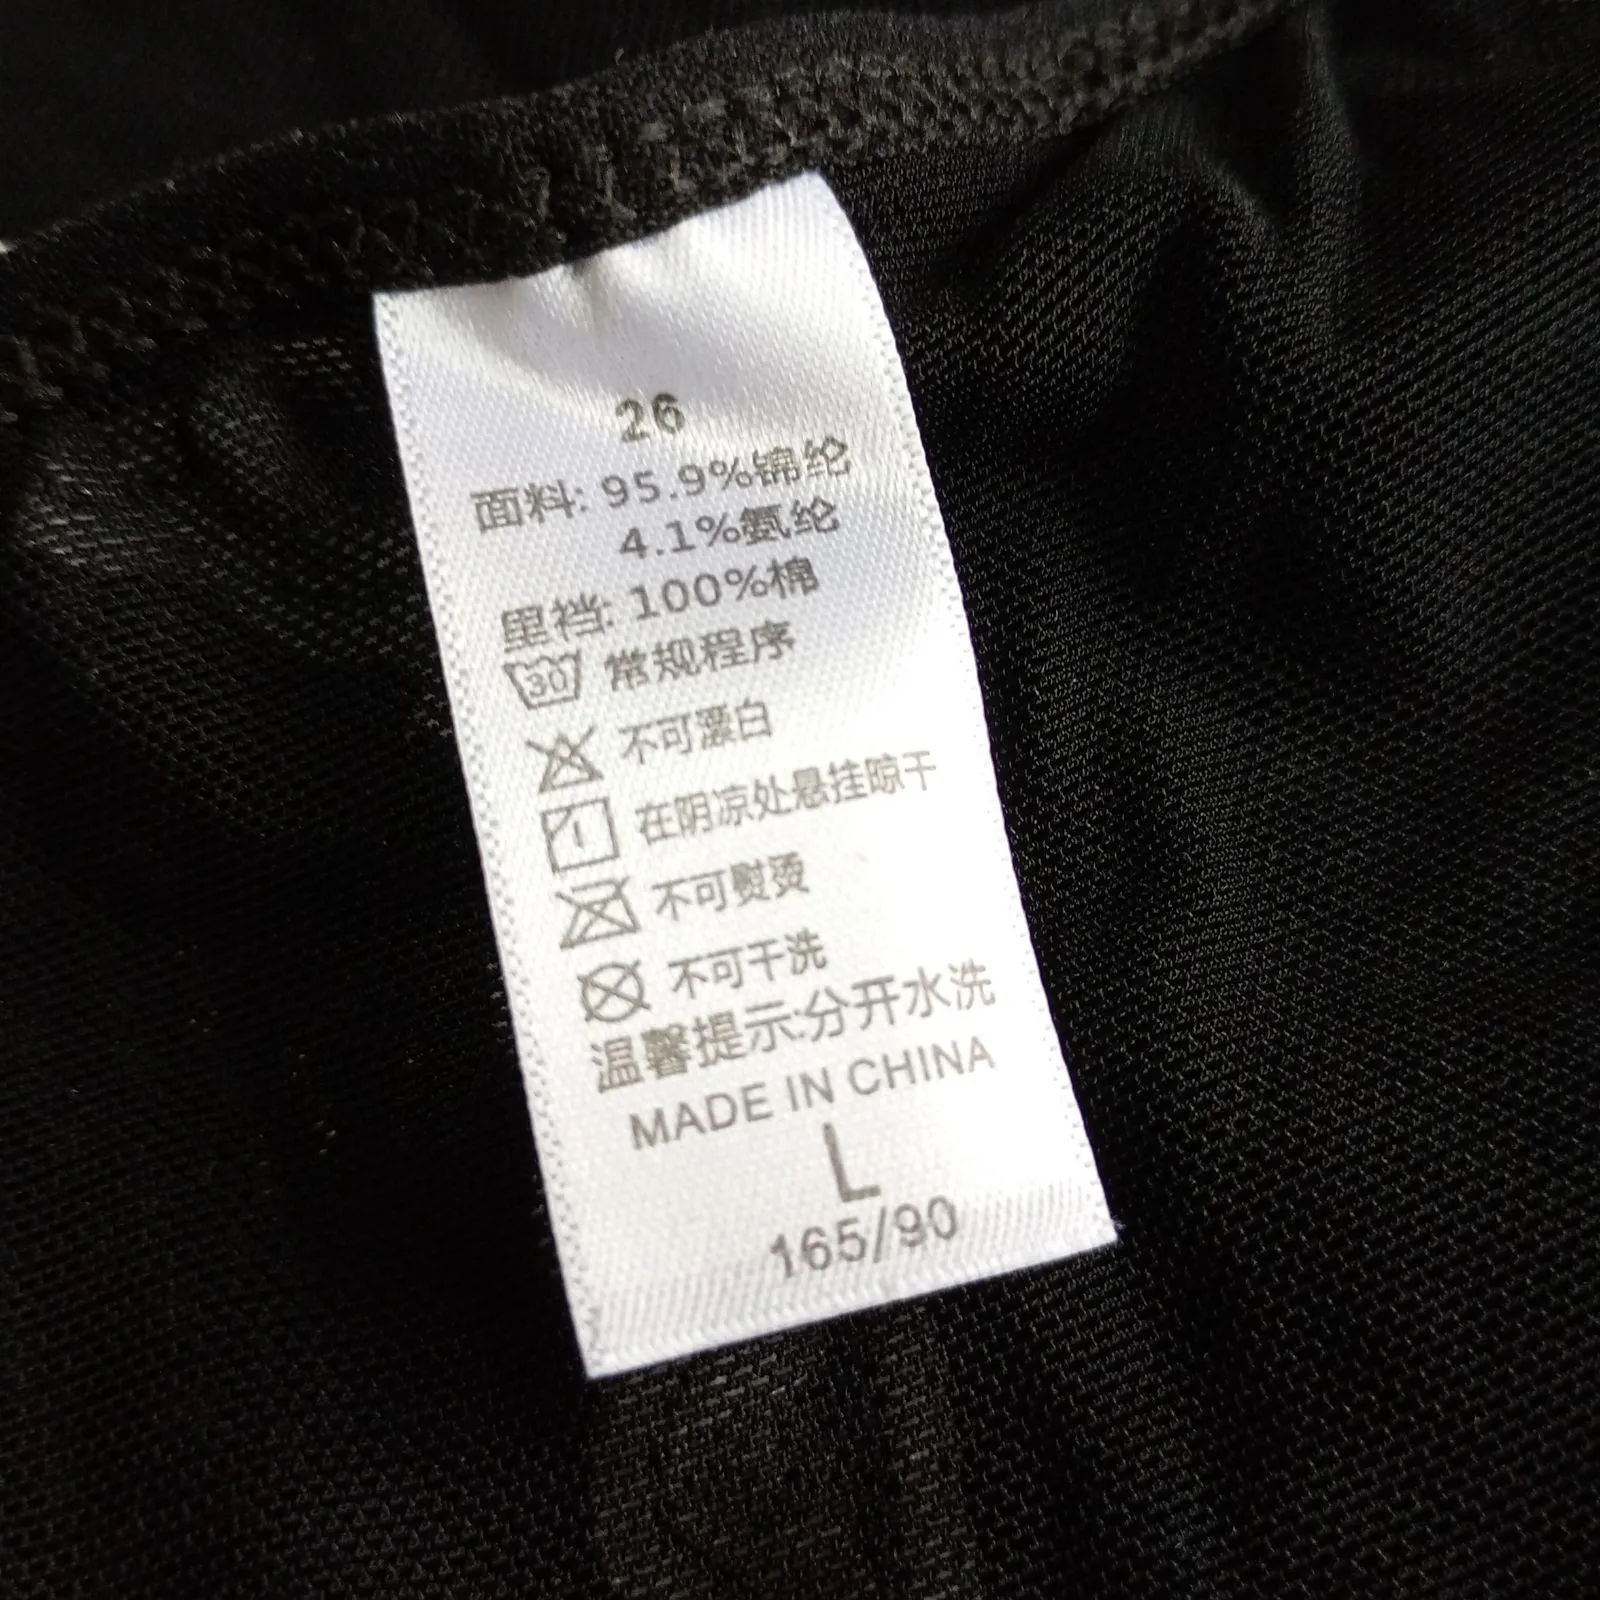 26
面料: 95.9%锦纶
4.1%氨纶
里裆: 100%棉
30 常规程序
不可漂白
在阴凉处悬挂晾干
不可熨烫
不可干洗
温馨提示:分开水洗
MADE IN CHINA
L
165/90